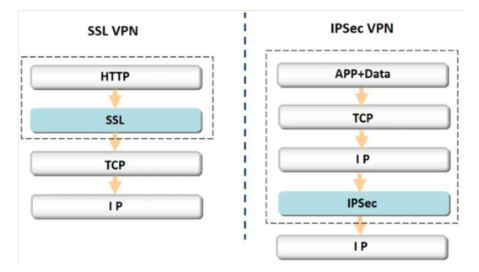 SSL VPN
HTTP
SSL
TCP
I P
IPSec VPN
APP+Data
TCP
I P
IPSec
I P